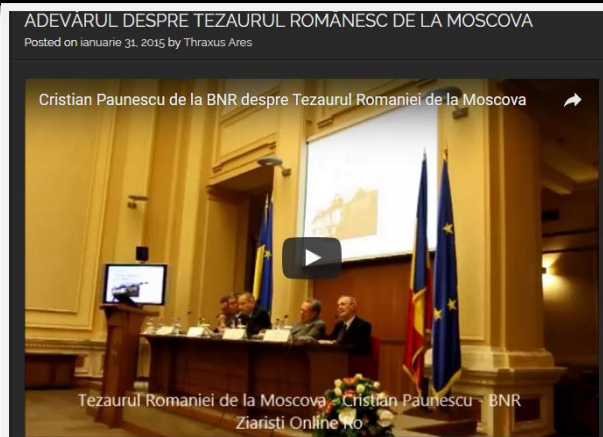 ADEVĂRUL DESPRE TEZAURUL ROMÂNESC DE LA MOSCOVA
Posted on ianuarie 31, 2015 by Thraxus Ares
Cristian Paunescu de la BNR despre Tezaurul Romaniei de la Moscova
Tezaurul Romaniei de la Moscova - Cristian Paunescu - BNR
Ziaristi Online Ro